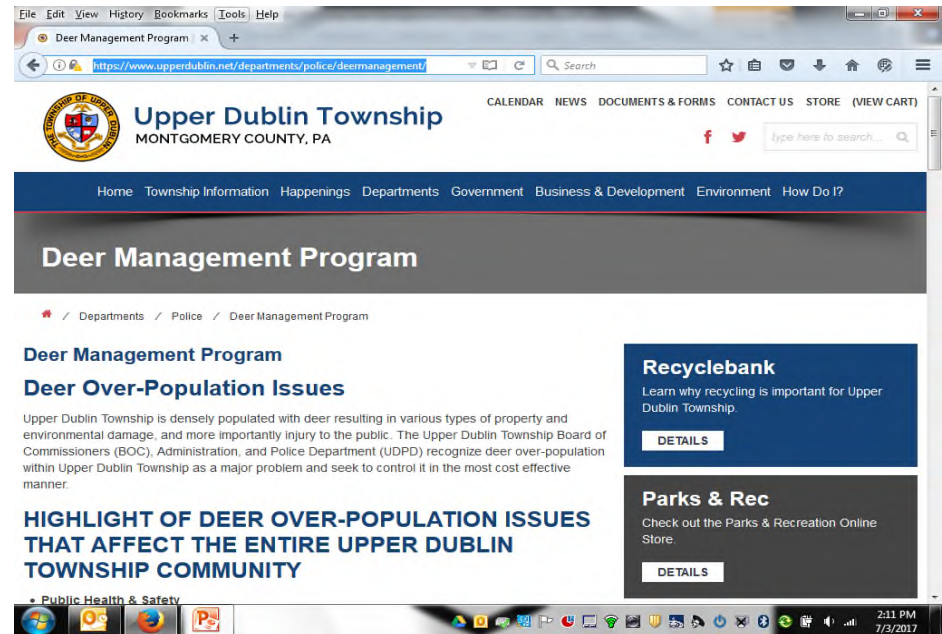 File Edit View History Bookmarks Tools Help
Deer Management Program
https://www.upperdublin.net/departments/police/deermanagement/
Search
Upper Dublin Township
MONTGOMERY COUNTY, PA
CALENDAR NEWS DOCUMENTS & FORMS CONTACT US STORE (VIEW CART)
type here to search...
Home Township Information Happenings Departments Government Business & Development Environment How Do I?
Deer Management Program
/ Departments / Police / Deer Management Program
Deer Management Program
Deer Over-Population Issues
Upper Dublin Township is densely populated with deer resulting in various types of property and
environmental damage, and more importantly injury to the public. The Upper Dublin Township Board of
Commissioners (BOC), Administration, and Police Department (UDPD) recognize deer over-population
within Upper Dublin Township as a major problem and seek to control it in the most cost effective
manner.
HIGHLIGHT OF DEER OVER-POPULATION ISSUES
THAT AFFECT THE ENTIRE UPPER DUBLIN
TOWNSHIP COMMUNITY
• Public Health & Safety
Recyclebank
Learn why recycling is important for Upper
Dublin Township.
DETAILS
Parks & Rec
Check out the Parks & Recreation Online
Store.
DETAILS
2:11 PM
7/3/2017